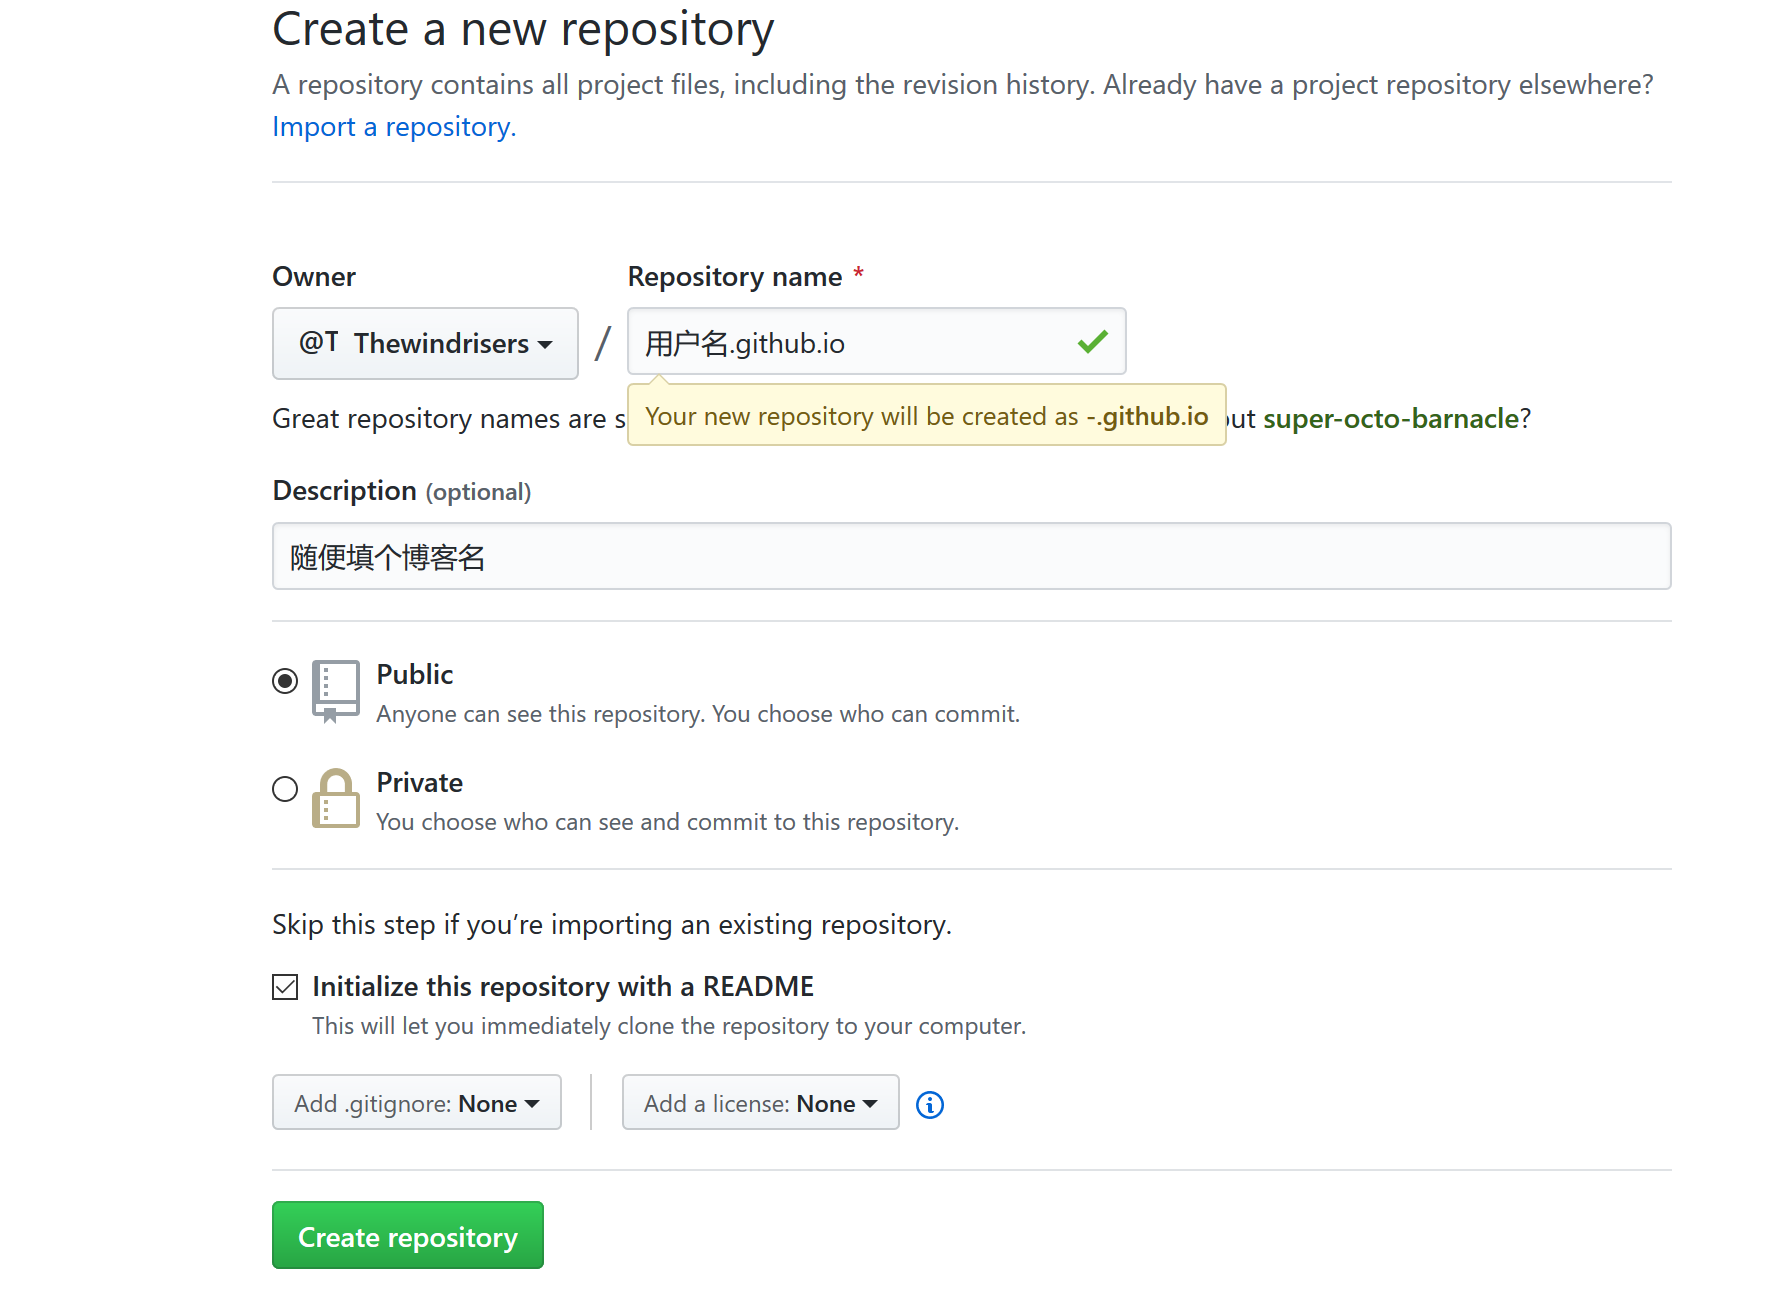 Create a new repository
A repository contains all project files, including the revision history. Already have a project repository elsewhere?
Import a repository.
Owner
Repository name *
@T Thewindrisers
/
用户名.github.io
Great repository names are s
Your new repository will be created as -.github.io
out super-octo-barnacle?
Description (optional)
随便填个博客名
Public
Anyone can see this repository. You choose who can commit.
Private
You choose who can see and commit to this repository.
Skip this step if you’re importing an existing repository.
Initialize this repository with a README
This will let you immediately clone the repository to your computer.
Add .gitignore: None
Add a license: None
Create repository